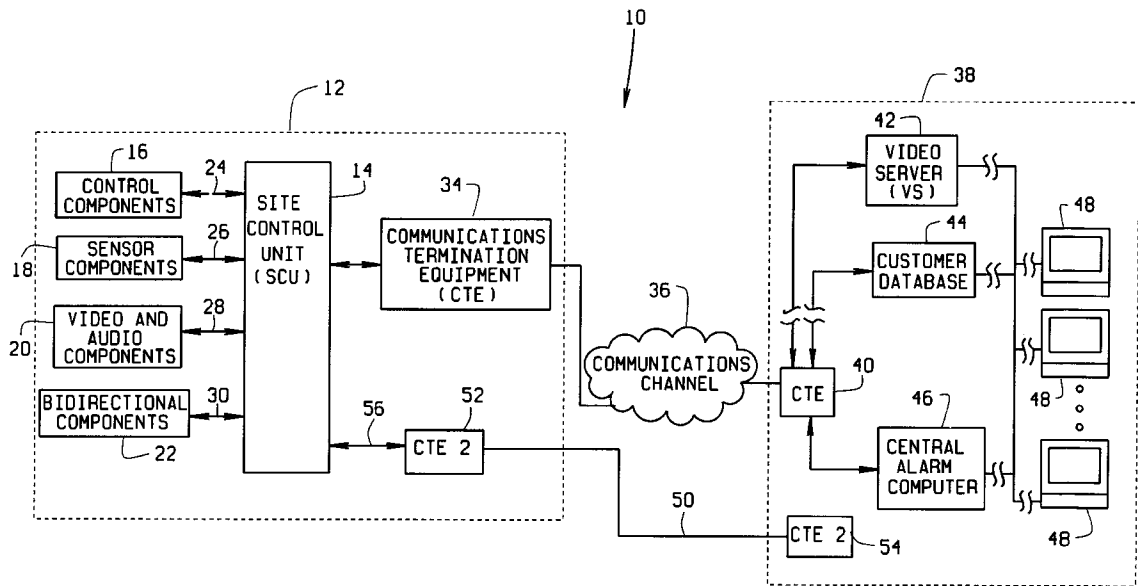 10
12
38
16
CONTROL
COMPONENTS
24
14
SITE
CONTROL
UNIT
(SCU)
18
SENSOR
COMPONENTS
26
20
VIDEO AND
AUDIO
COMPONENTS
28
BIDIRECTIONAL
COMPONENTS
22
30
34
COMMUNICATIONS
TERMINATION
EQUIPMENT
(CTE)
56
52
CTE 2
36
COMMUNICATIONS
CHANNEL
50
42
VIDEO
SERVER
(VS)
44
CUSTOMER
DATABASE
CTE
40
46
CENTRAL
ALARM
COMPUTER
CTE 2
54
48
48
48